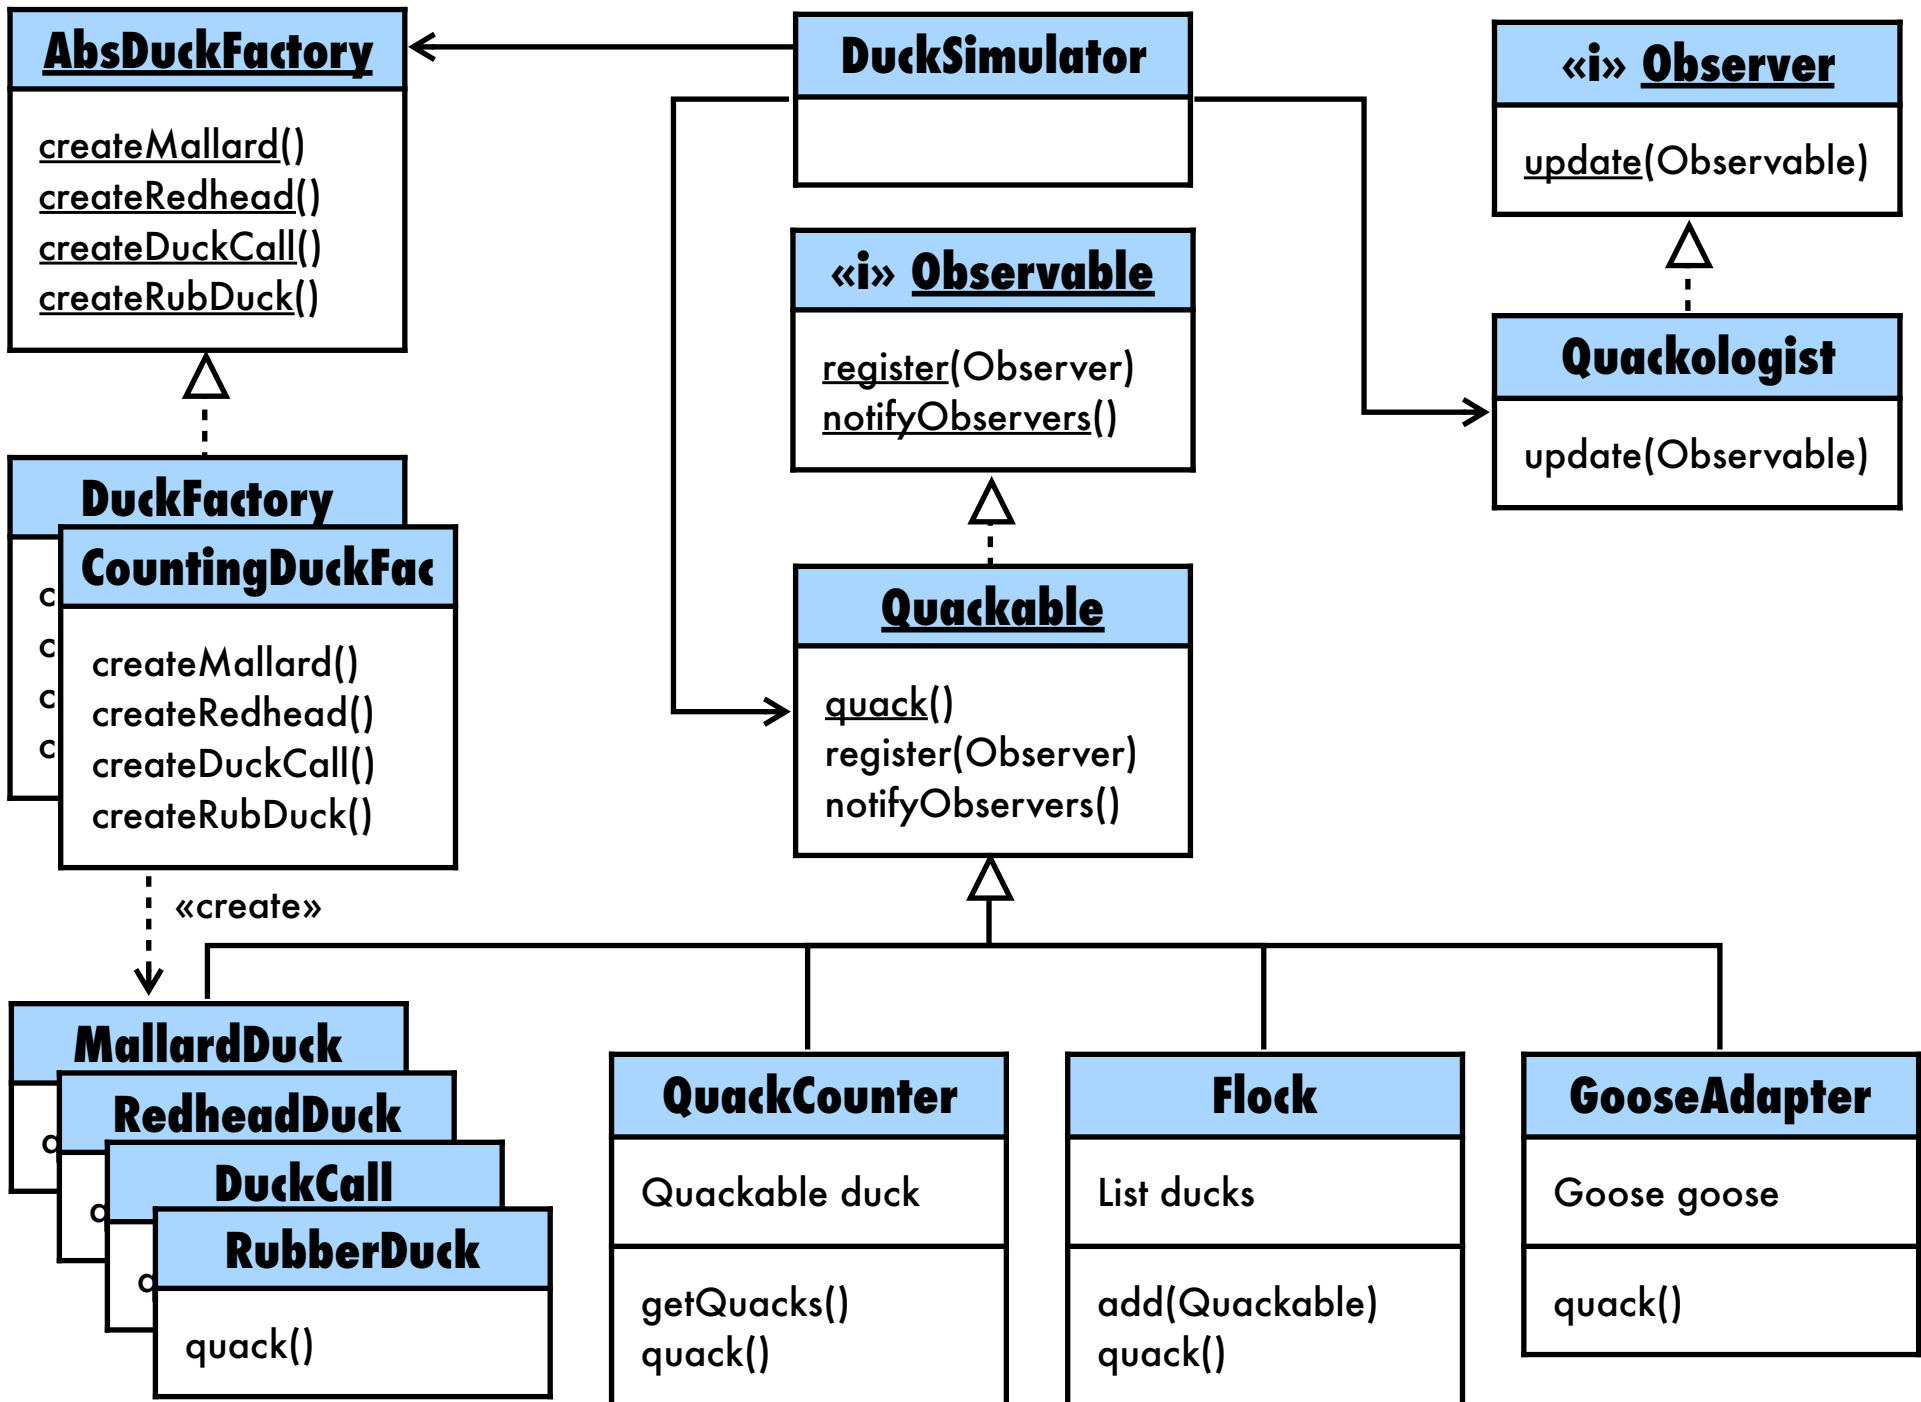 AbsDuckFactory
createMallard()
createRedhead()
createDuckCall()
createRubDuck()
DuckSimulator
«i» Observer
update(Observable)
«i» Observable
register(Observer)
notifyObservers()
Quackologist
update(Observable)
DuckFactory
c
c
c
c
CountingDuckFac
createMallard()
createRedhead()
createDuckCall()
createRubDuck()
Quackable
quack()
register(Observer)
notifyObservers()
«create»
MallardDuck
q
RedheadDuck
q
DuckCall
q
RubberDuck
quack()
QuackCounter
Quackable duck
getQuacks()
quack()
Flock
List ducks
add(Quackable)
quack()
GooseAdapter
Goose goose
quack()